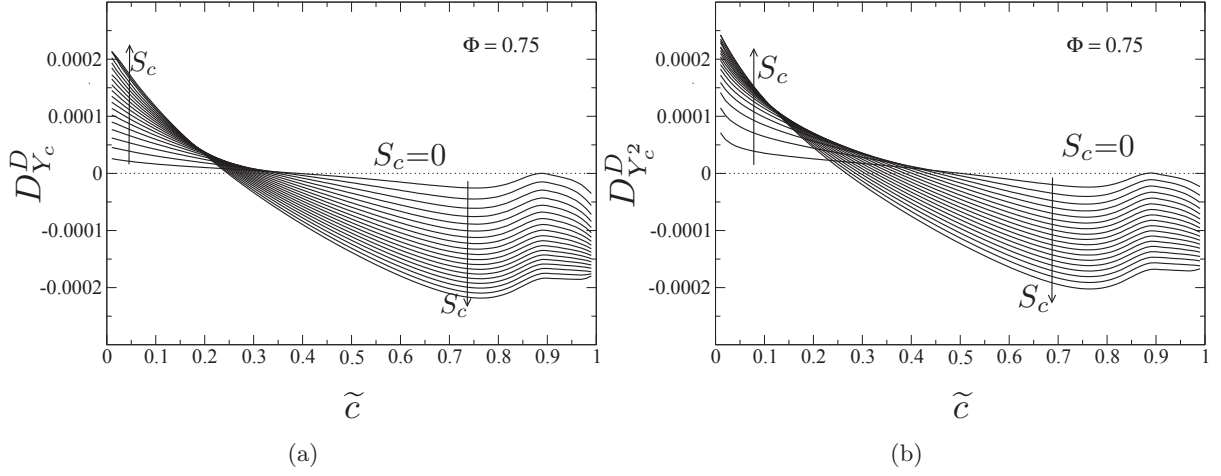 D^D_{Y_c}
0.0002
0.0001
0
-0.0001
-0.0002
S_c
Φ = 0.75
S_c=0
S_c
0 0.1 0.2 0.3 0.4 0.5 0.6 0.7 0.8 0.9 1
c̃
(a)
D^D_{Y_c^2}
0.0002
0.0001
0
-0.0001
-0.0002
S_c
Φ = 0.75
S_c=0
S_c
0 0.1 0.2 0.3 0.4 0.5 0.6 0.7 0.8 0.9 1
c̃
(b)